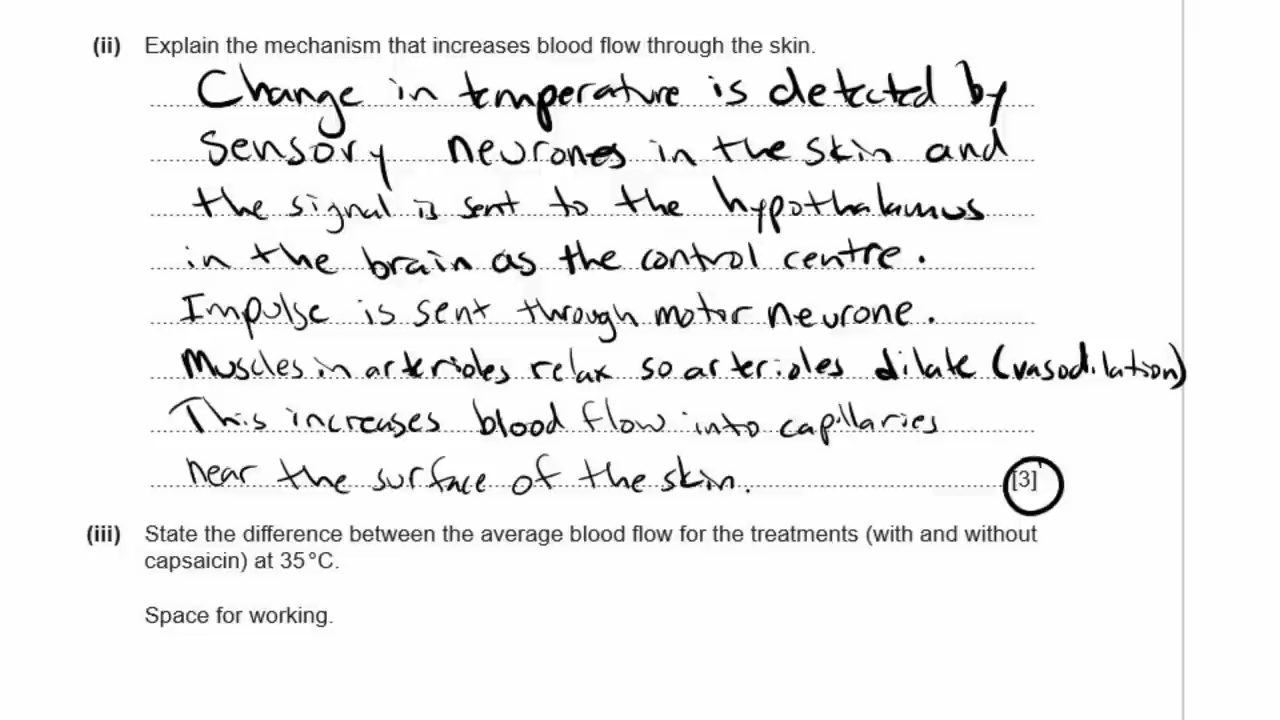 (ii) Explain the mechanism that increases blood flow through the skin.
Change in temperature is detected by
sensory neurones in the skin and
the signal is sent to the hypothalamus
in the brain as the control centre.
Impulse is sent through motor neurone.
Muscles in arterioles relax so arterioles dilate (vasodilation)
This increases blood flow into capillaries
near the surface of the skin.
[3]
(iii) State the difference between the average blood flow for the treatments (with and without
capsaicin) at 35 °C.
Space for working.